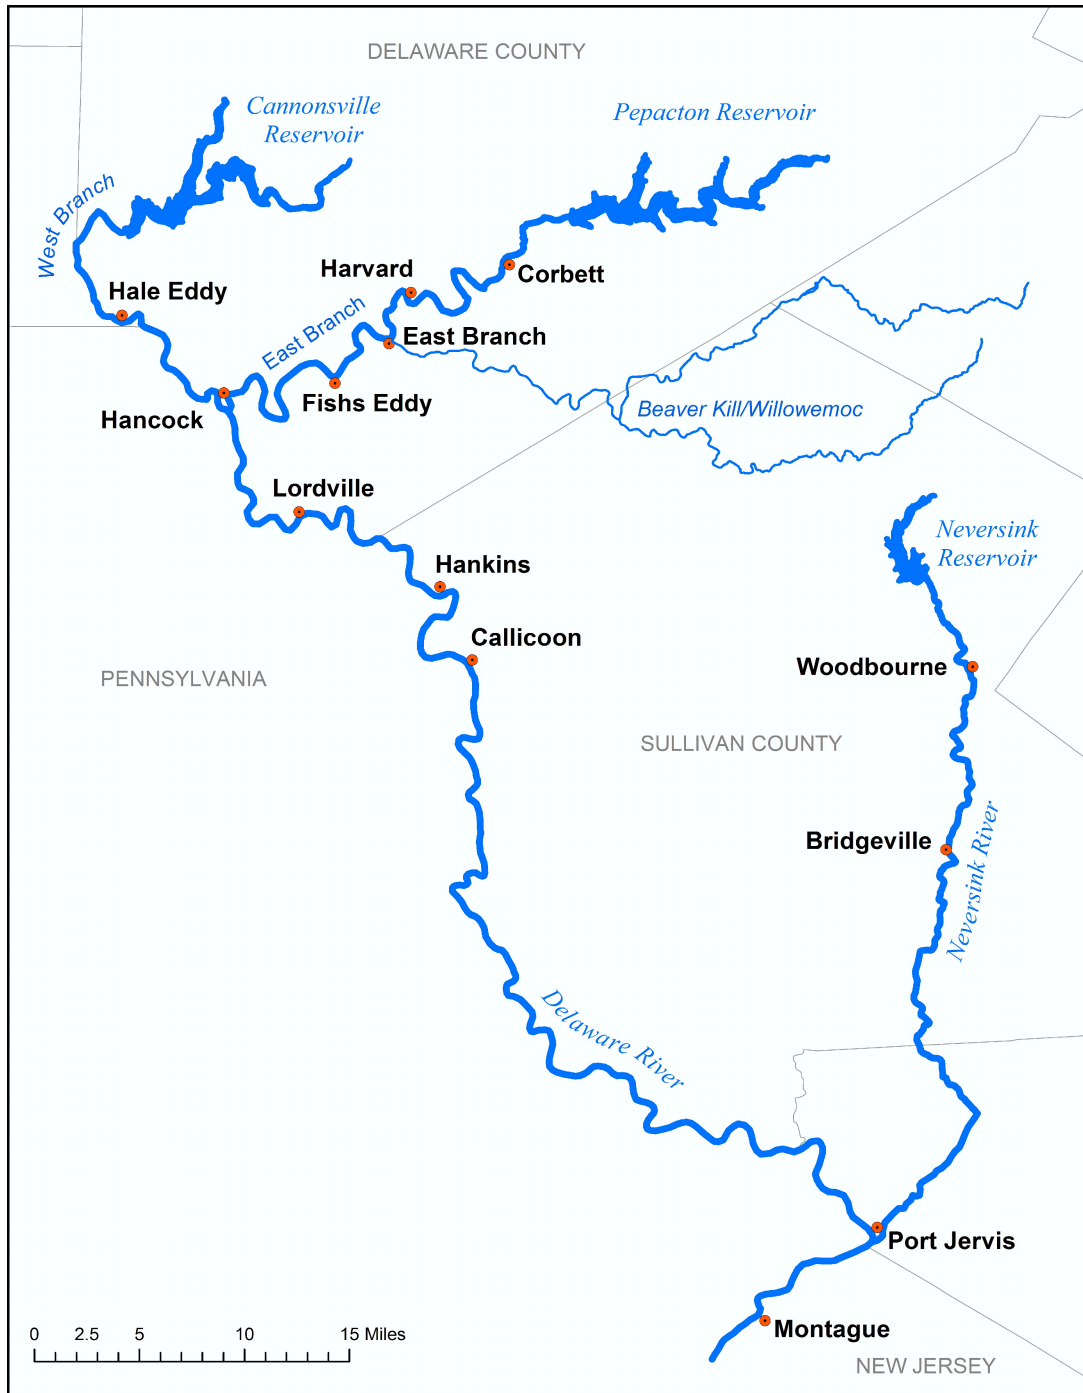 DELAWARE COUNTY
Cannonsville
Reservoir
Pepacton Reservoir
West Branch
Harvard
Corbett
Hale Eddy
East Branch
East Branch
Fishs Eddy
Hancock
Beaver Kill/Willowemoc
Lordville
Neversink
Reservoir
Hankins
Callicoon
Woodbourne
PENNSYLVANIA
SULLIVAN COUNTY
Bridgeville
Neversink River
Delaware River
Port Jervis
Montague
0 2.5 5 10 15 Miles
NEW JERSEY